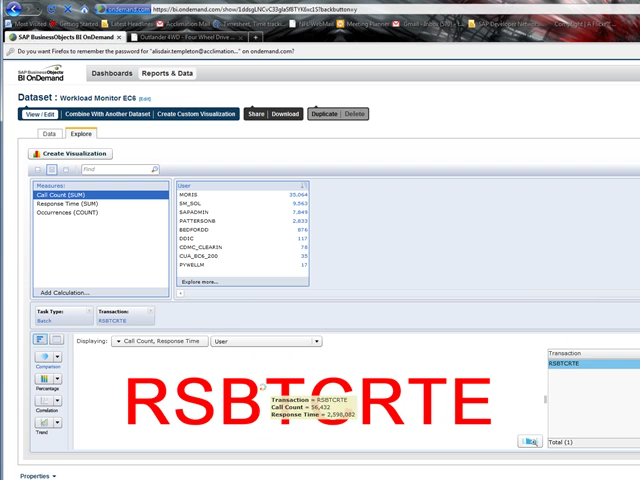 ondemand.com https://bi.ondemand.com/show/
Most Visited Getting Started Latest Headlines Acclimation Mail Timesheet, Time tracki... NFS WebMail Meeting Planner Gmail - Inbox SAP Developer Network
SAP BusinessObjects BI OnDemand Outlander 4WD - Four Wheel Drive ...
Do you want Firefox to remember the password for "alisdair.templeton@acclimation..." on ondemand.com?
SAP BusinessObjects
BI OnDemand
Dashboards Reports & Data
Dataset : Workload Monitor EC6 [Edit]
View / Edit Combine With Another Dataset Create Custom Visualization Share Download Duplicate Delete
Data Explore
Create Visualization
Find
Measures: User
Call Count (SUM) MORIS 35,064
Response Time (SUM) SM_SOL 9,563
Occurrences (COUNT) SAPADMIN 7,849
PATTERSONB 2,833
BEDFORDD 876
DDIC 117
CDMC_CLEARIN 78
CUA_EC6_200 35
PYWELLM 17
Explore more...
Add Calculation...
Task Type: Transaction:
Batch RSBTCRTE
Displaying: Call Count, Response Time User
Transaction
RSBTCRTE
Comparison
Percentage
Correlation
Trend
RSBTCRTE
Transaction = RSBTCRTE
Call Count = 56,432
Response Time = 2,598,082
Total (1)
Properties